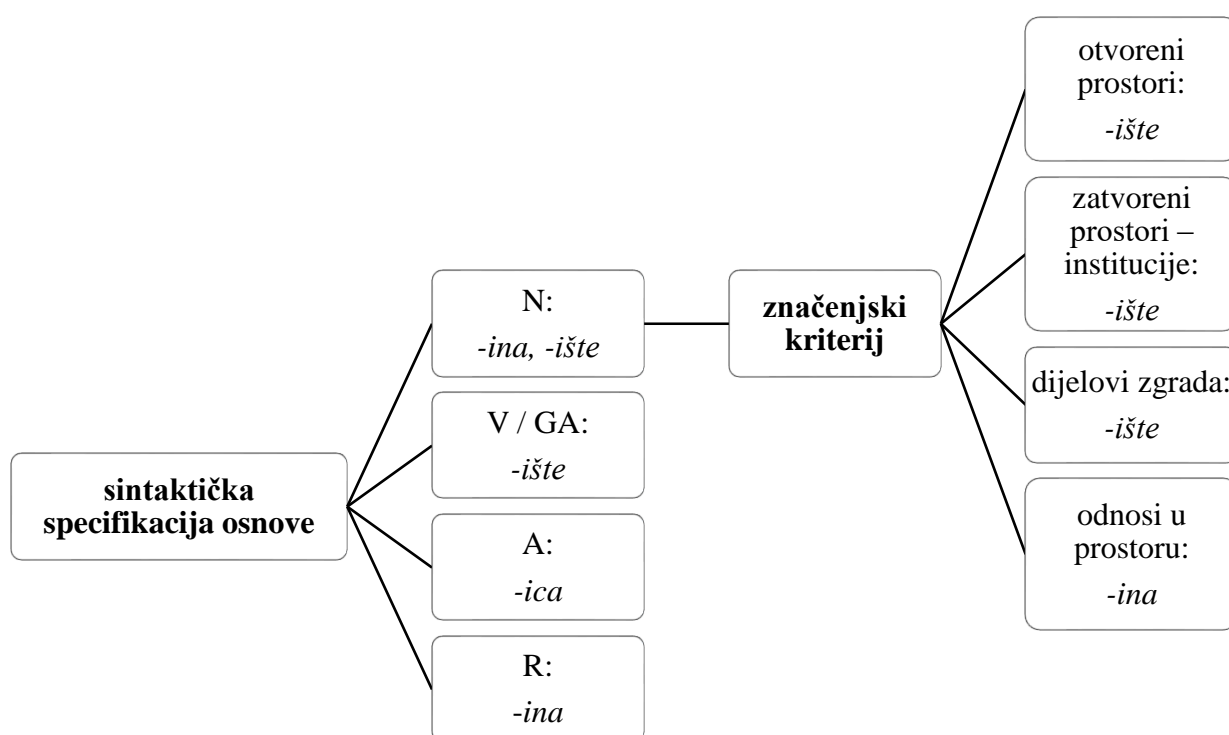 sintaktička
specifikacija osnove
N:
-ina, -ište
V / GA:
-ište
A:
-ica
R:
-ina
značenjski
kriterij
otvoreni
prostori:
-ište
zatvoreni
prostori –
institucije:
-ište
dijelovi zgrada:
-ište
odnosi u
prostoru:
-ina